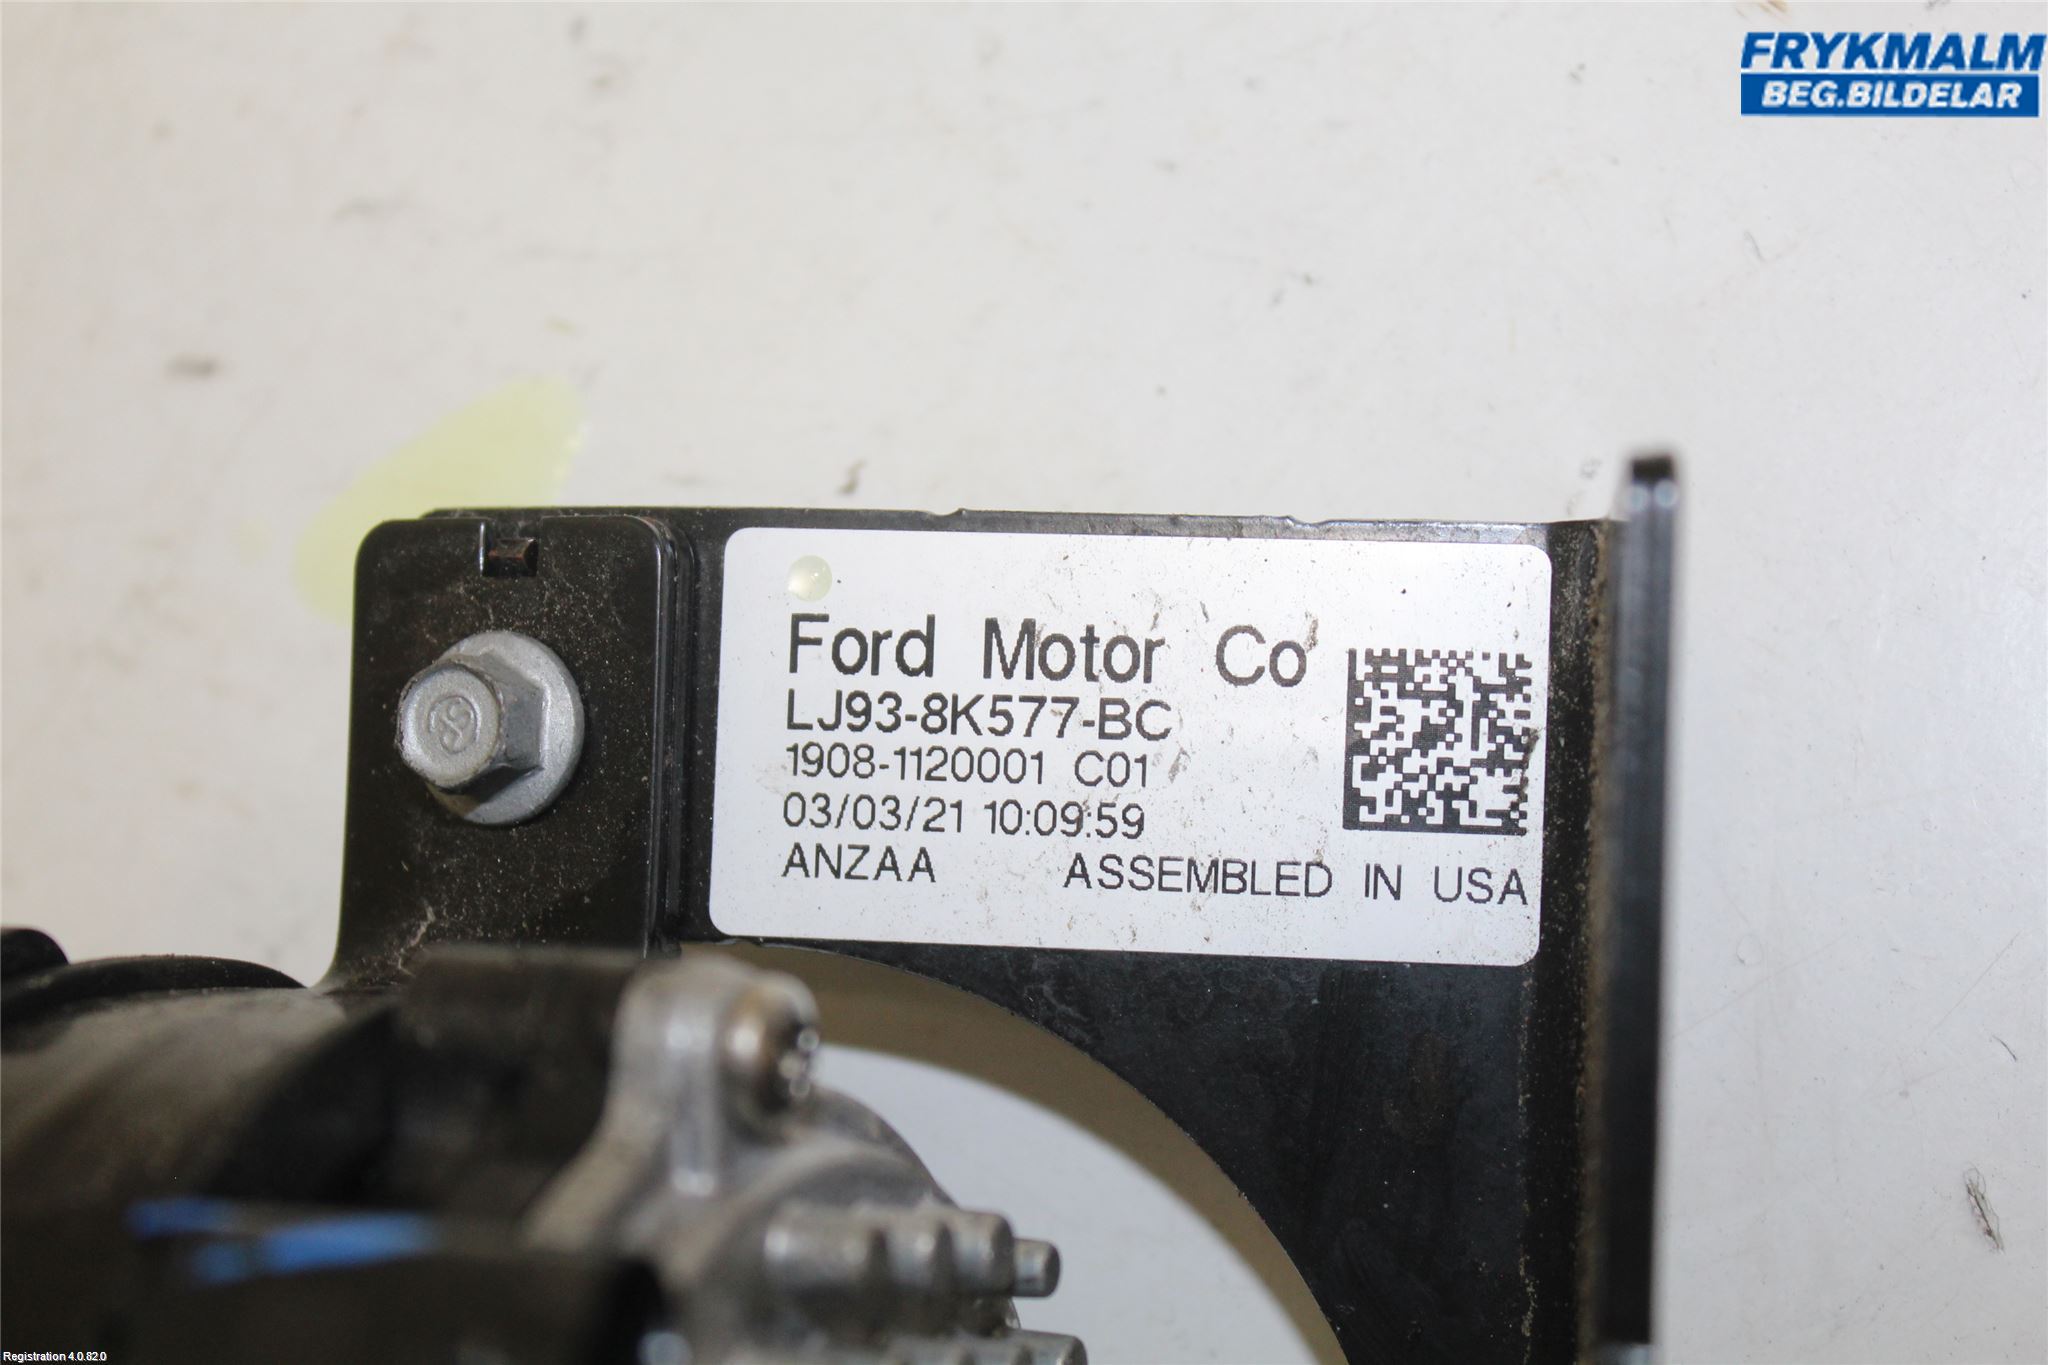 FRYKMALM
BEG.BILDELAR
Ford Motor Co
LJ93-8K577-BC
1908-1120001 C01
03/03/21 10:09:59
ANZAA ASSEMBLED IN USA
Registration 4.0.82.0